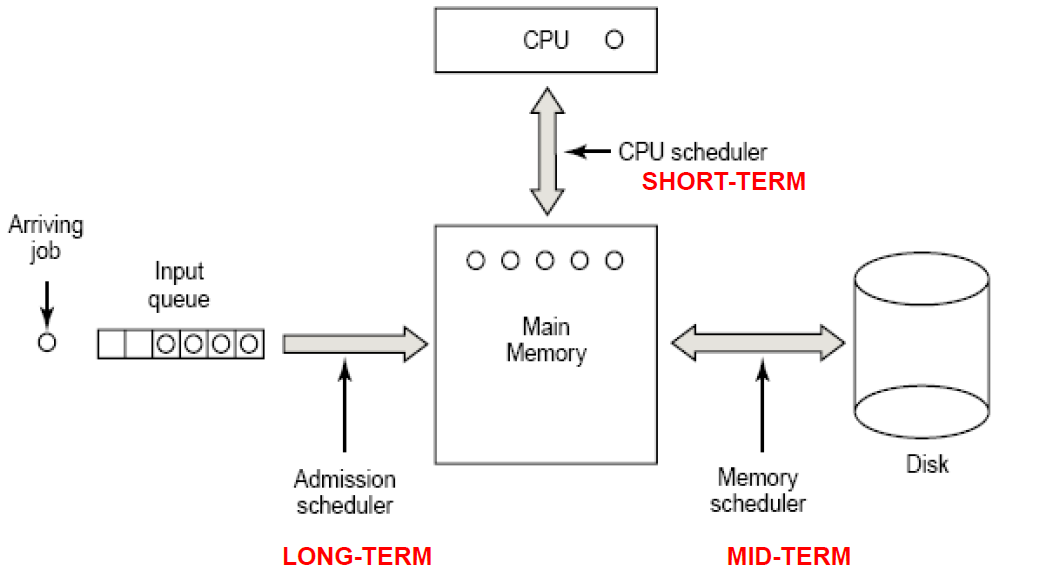 CPU
CPU scheduler
SHORT-TERM
Arriving
job
Input
queue
Main
Memory
Admission
scheduler
LONG-TERM
Memory
scheduler
MID-TERM
Disk